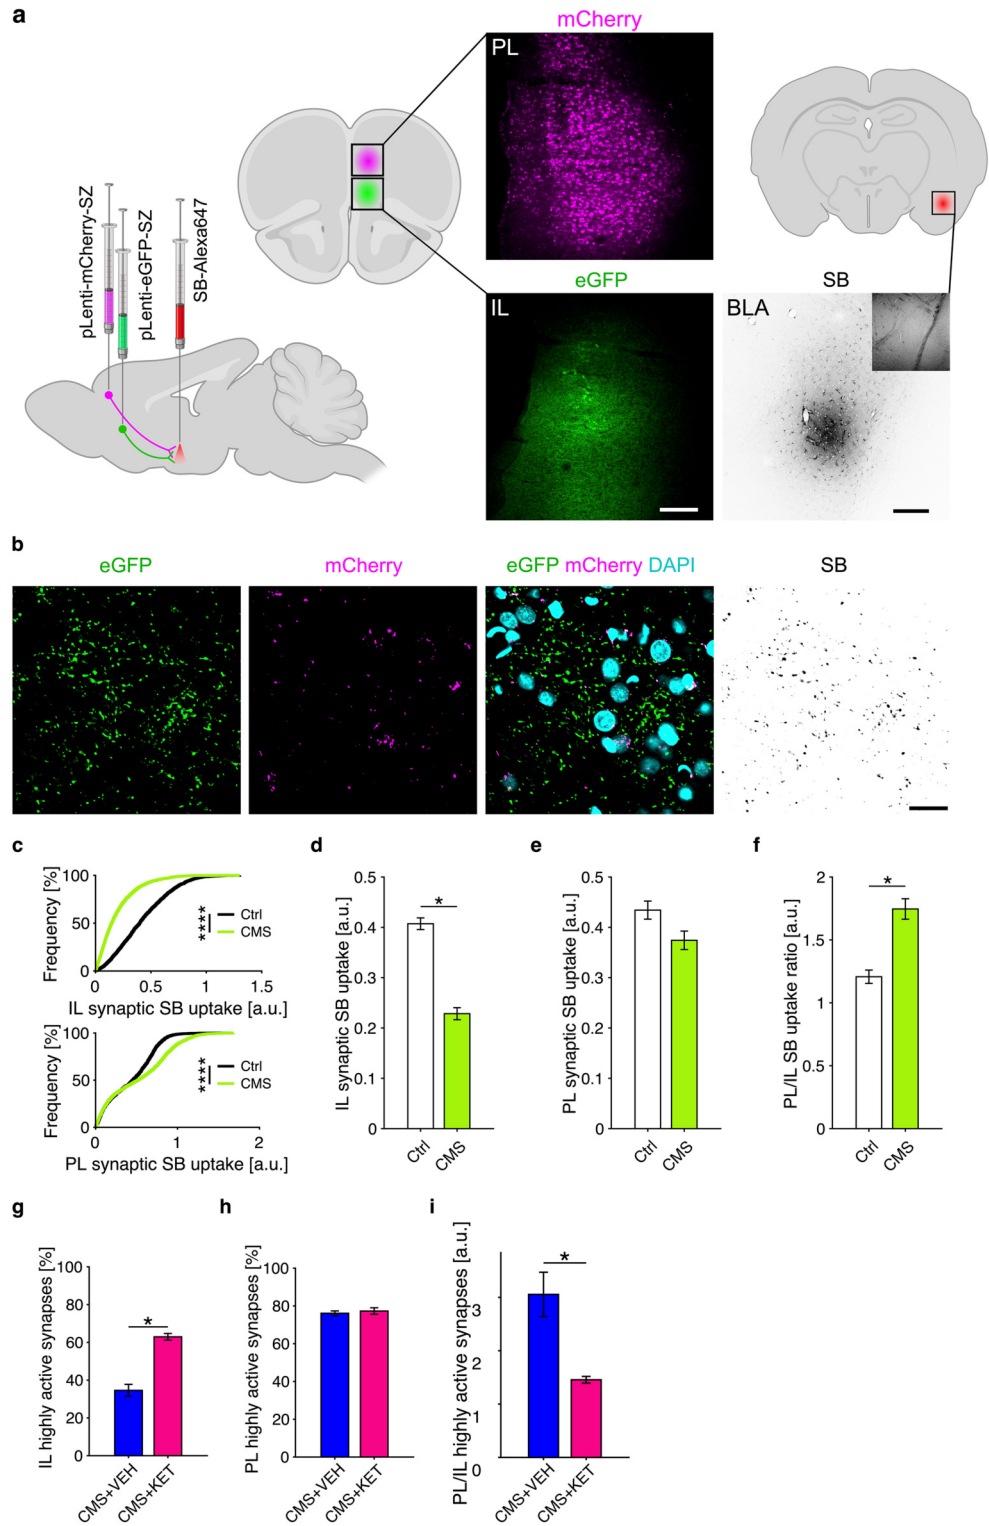 a
mCherry
PL
pLenti-mCherry-SZ
pLenti-eGFP-SZ
SB-Alexa647
eGFP
SB
IL
BLA
b
eGFP
mCherry
eGFP mCherry DAPI
SB
c
Frequency [%]
100
50
0
0
0.5
1
1.5
****
Ctrl
CMS
IL synaptic SB uptake [a.u.]
Frequency [%]
100
50
0
0
1
2
****
Ctrl
CMS
PL synaptic SB uptake [a.u.]
d
IL synaptic SB uptake [a.u.]
0.5
0.4
0.3
0.2
0.1
0
*
Ctrl
CMS
e
PL synaptic SB uptake [a.u.]
0.5
0.4
0.3
0.2
0.1
0
Ctrl
CMS
f
PL/IL SB uptake ratio [a.u.]
2
1.5
1
0.5
0
*
Ctrl
CMS
g
IL highly active synapses [%]
100
80
60
40
20
0
*
CMS+VEH
CMS+KET
h
PL highly active synapses [%]
100
80
60
40
20
0
CMS+VEH
CMS+KET
i
PL/IL highly active synapses [a.u.]
3
2
1
0
*
CMS+VEH
CMS+KET